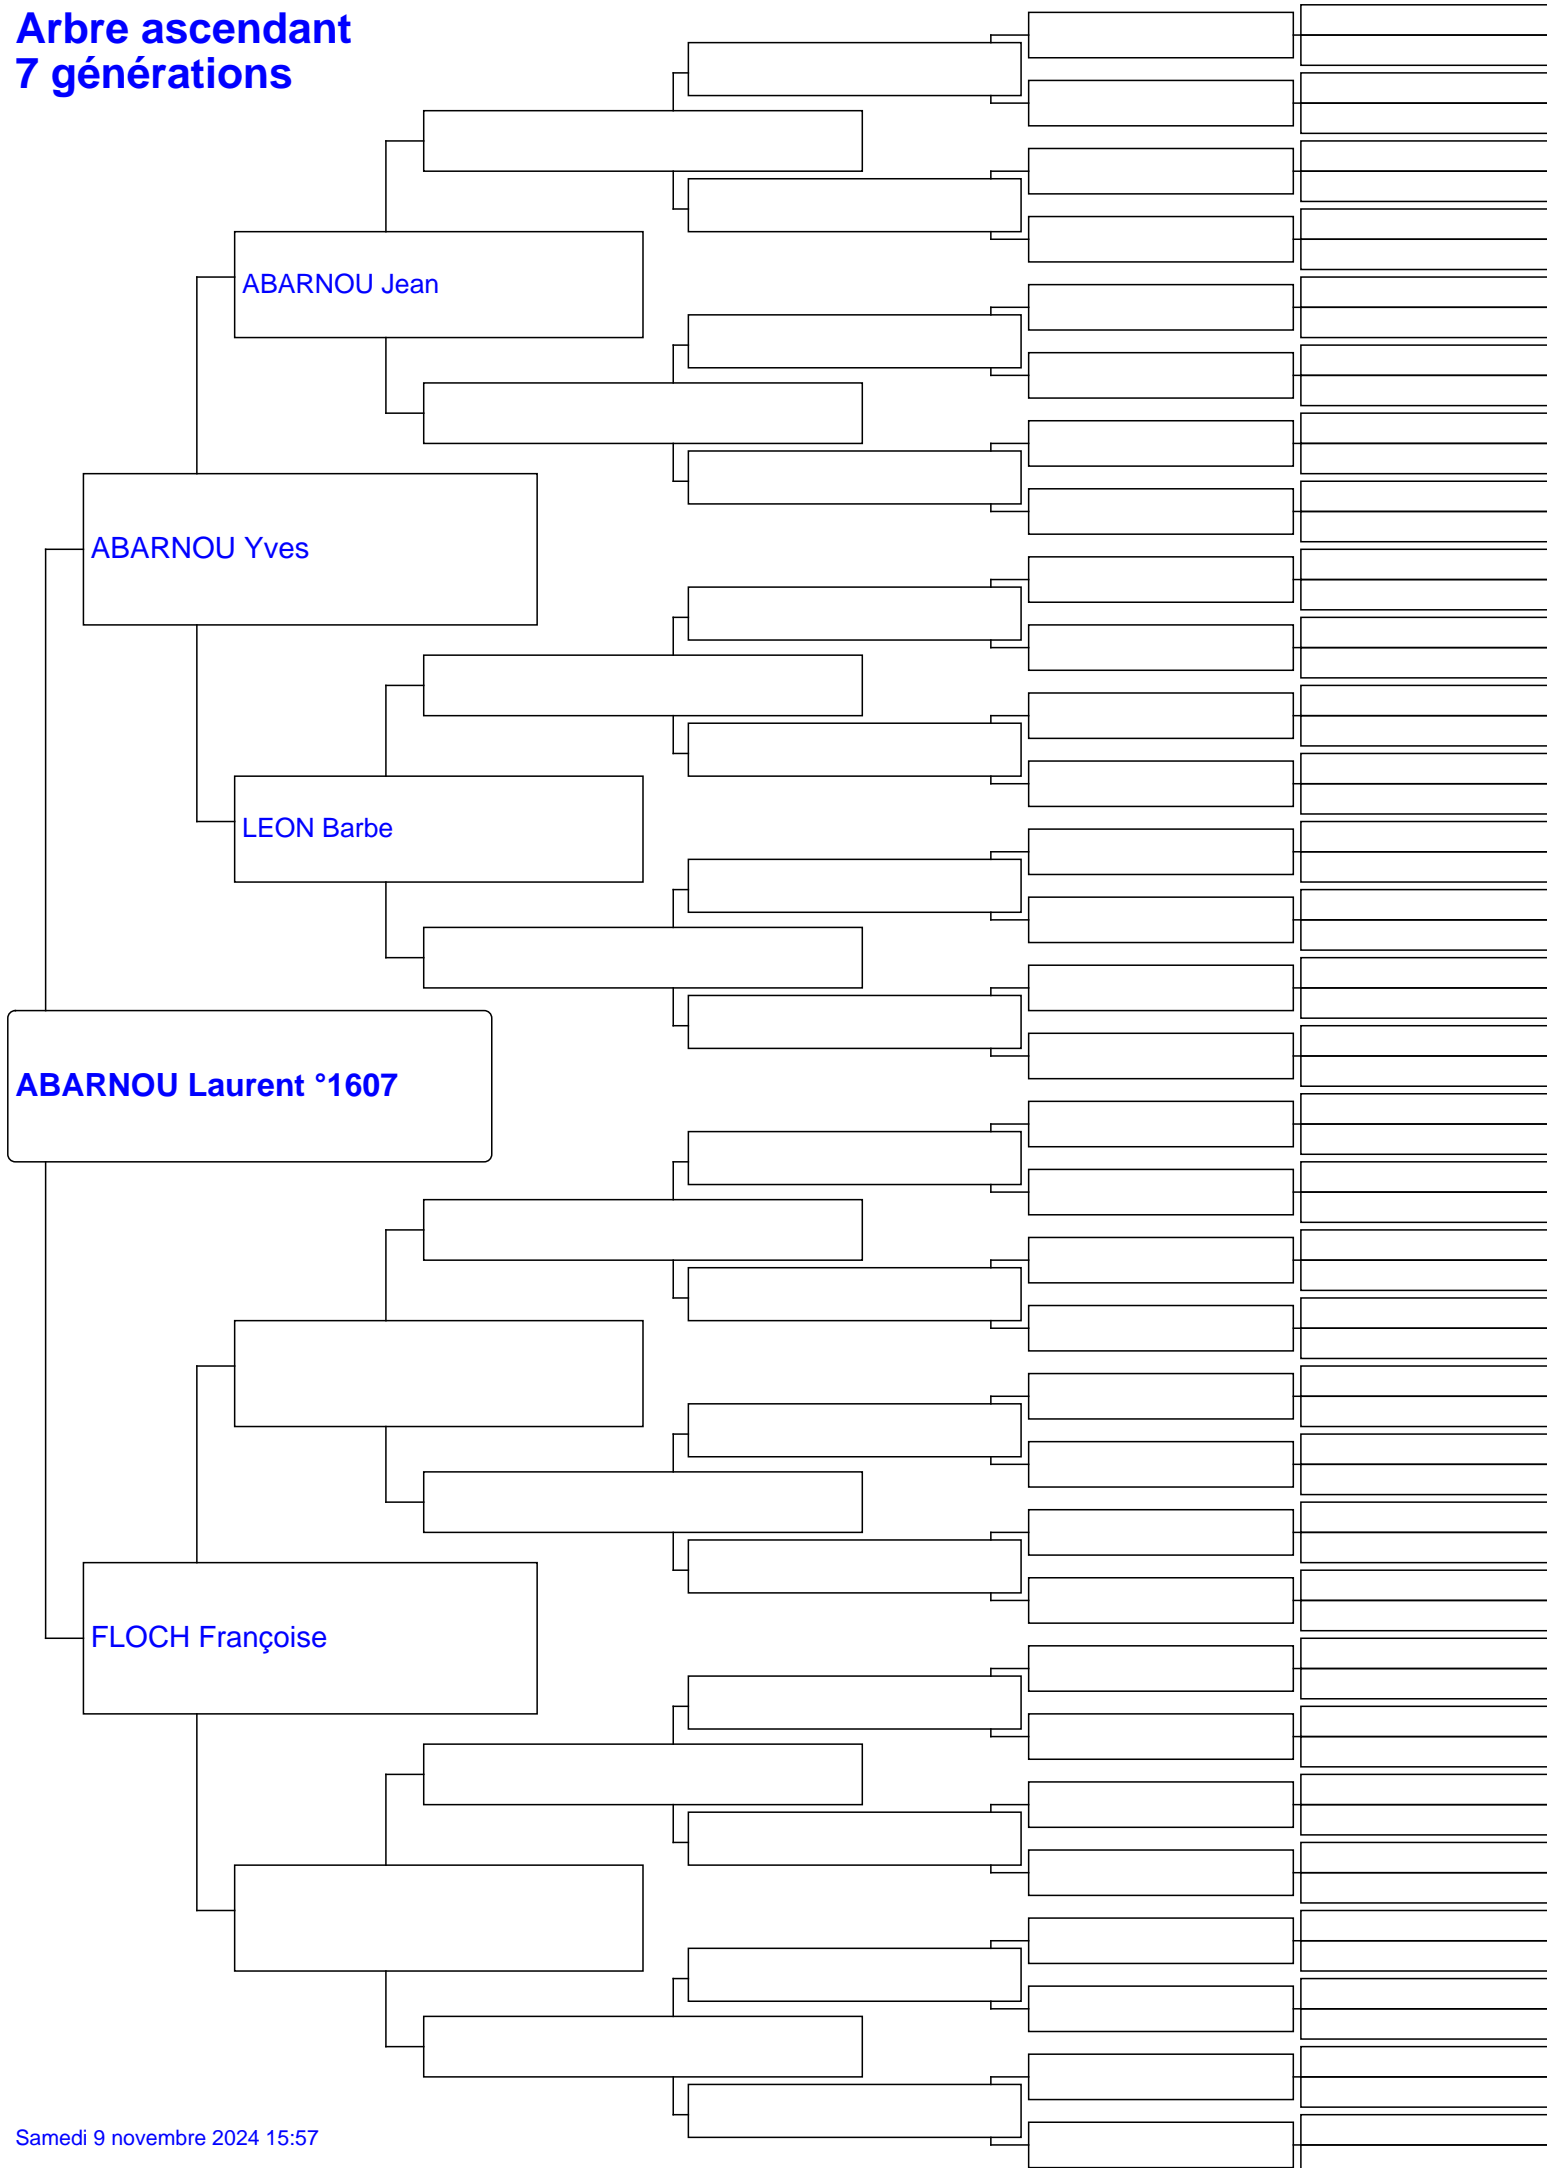 Arbre ascendant
7 générations
ABARNOU Jean
ABARNOU Yves
LEON Barbe
ABARNOU Laurent °1607
FLOCH Françoise
Samedi 9 novembre 2024 15:57